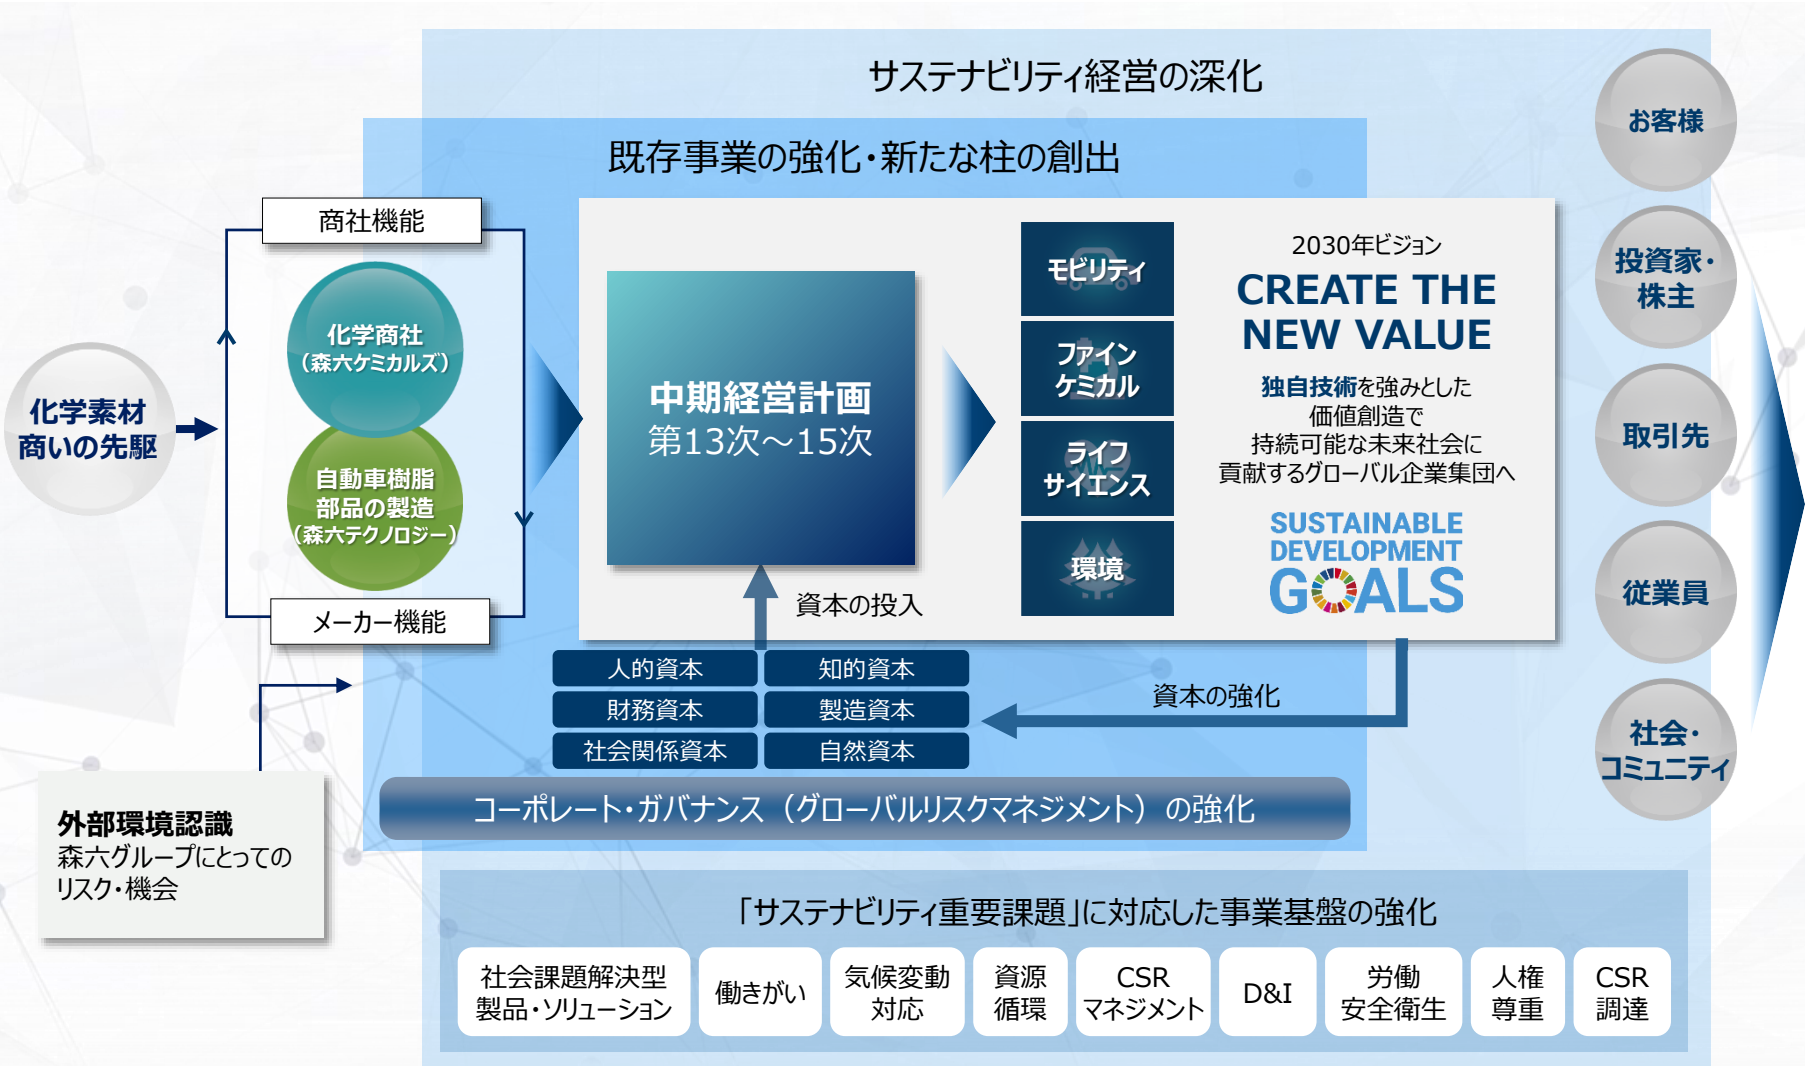 サステナビリティ経営の深化
既存事業の強化・新たな柱の創出
化学素材
商いの先駆
商社機能
化学商社
（森六ケミカルズ）
自動車樹脂
部品の製造
（森六テクノロジー）
メーカー機能
外部環境認識
森六グループにとっての
リスク・機会
中期経営計画
第13次～15次
モビリティ
ファイン
ケミカル
ライフ
サイエンス
環境
2030年ビジョン
CREATE THE
NEW VALUE
独自技術を強みとした
価値創造で
持続可能な未来社会に
貢献するグローバル企業集団へ
SUSTAINABLE
DEVELOPMENT
GOALS
資本の投入
人的資本
知的資本
財務資本
製造資本
社会関係資本
自然資本
資本の強化
コーポレート・ガバナンス（グローバルリスクマネジメント）の強化
「サステナビリティ重要課題」に対応した事業基盤の強化
社会課題解決型
製品・ソリューション
働きがい
気候変動
対応
資源
循環
CSR
マネジメント
D&I
労働
安全衛生
人権
尊重
CSR
調達
お客様
投資家・
株主
取引先
従業員
社会・
コミュニティ